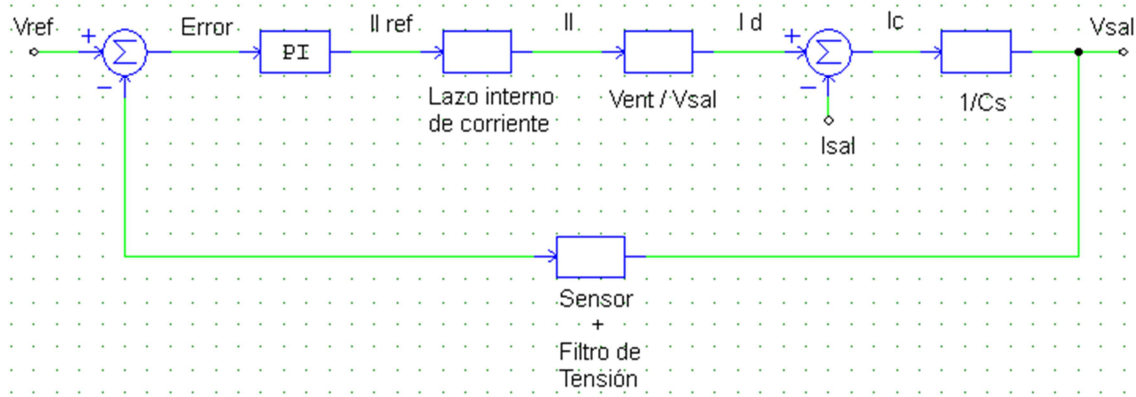 Vref
+
Σ
−
Error
PI
Il ref
Lazo interno
de corriente
Il
Vent / Vsal
I d
+
Σ
−
Isal
Ic
1/Cs
Vsal
Sensor
+
Filtro de
Tensión